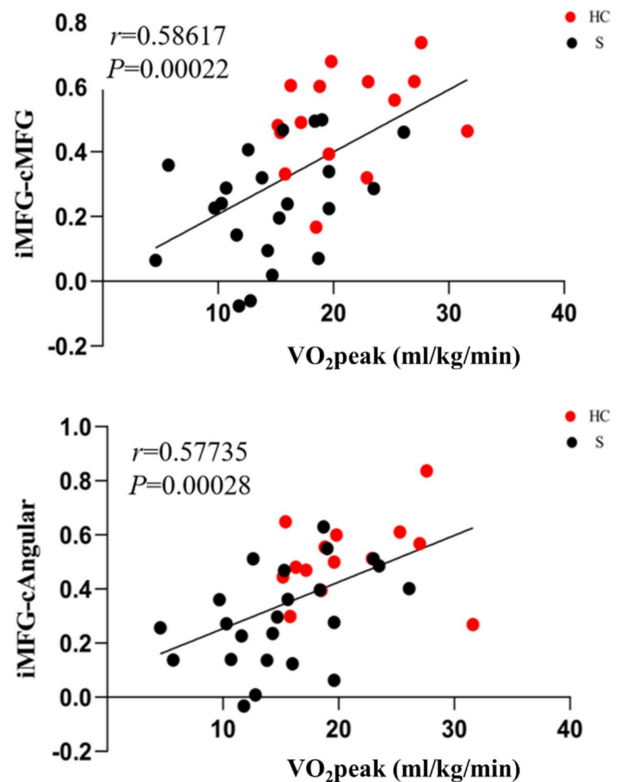 0.8
HC
S
r=0.58617
P=0.00022
0.6
0.4
0.2
0.0
-0.2
iMFG-cMFG
10 20 30 40
VO₂peak (ml/kg/min)
HC
S
1.0
r=0.57735
P=0.00028
0.8
0.6
0.4
0.2
0.0
-0.2
iMFG-cAngular
10 20 30 40
VO₂peak (ml/kg/min)